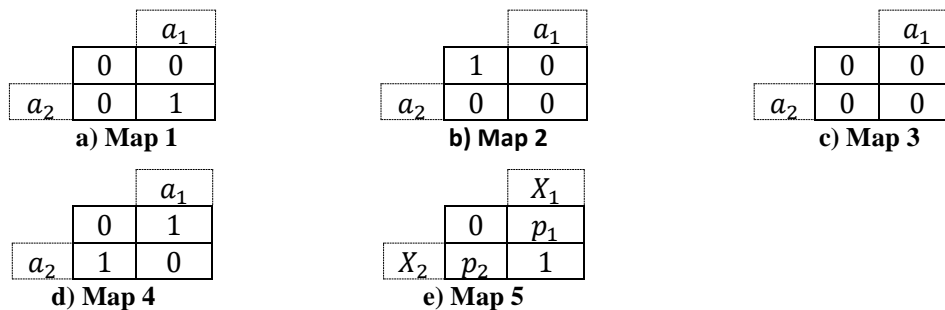 a₁ a₁ a₁
0 0 1 0 0 0
a₂ 0 1 a₂ 0 0 a₂ 0 0
a) Map 1 b) Map 2 c) Map 3
a₁ X₁
0 1 0 p₁
a₂ 1 0 X₂ p₂ 1
d) Map 4 e) Map 5